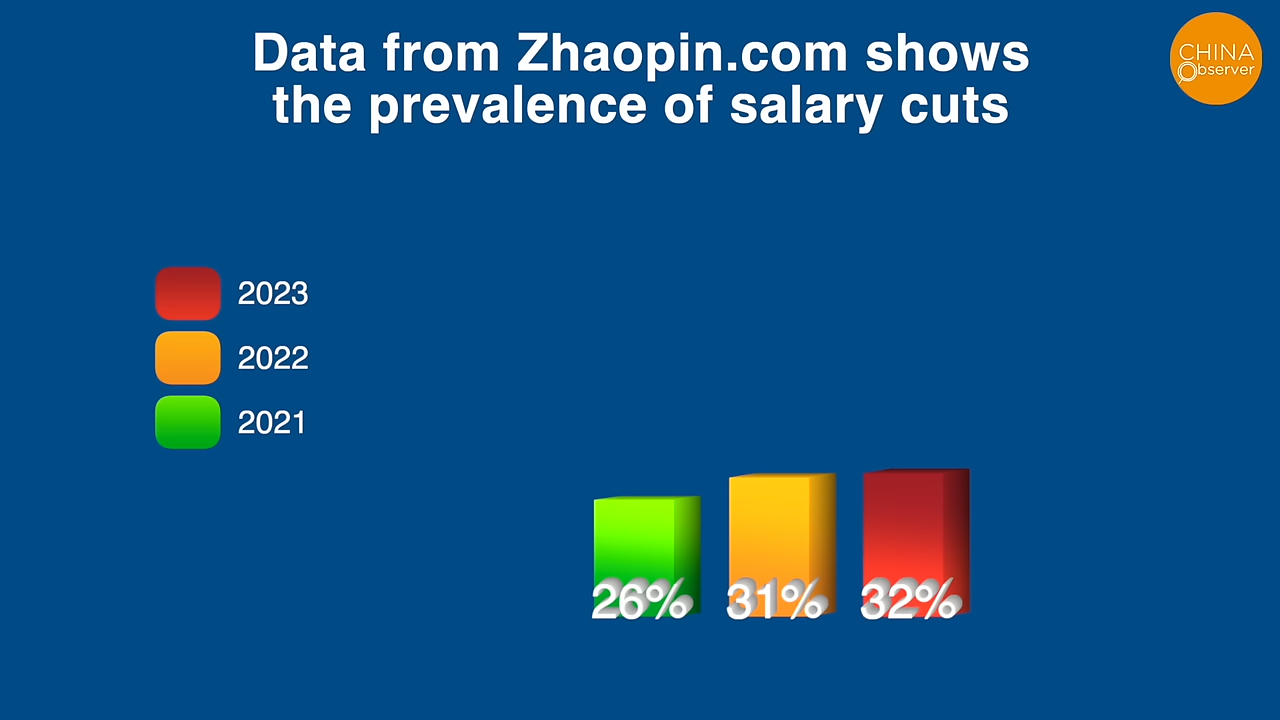 Data from Zhaopin.com shows
the prevalence of salary cuts
CHINA
Observer
2023
2022
2021
26%
31%
32%